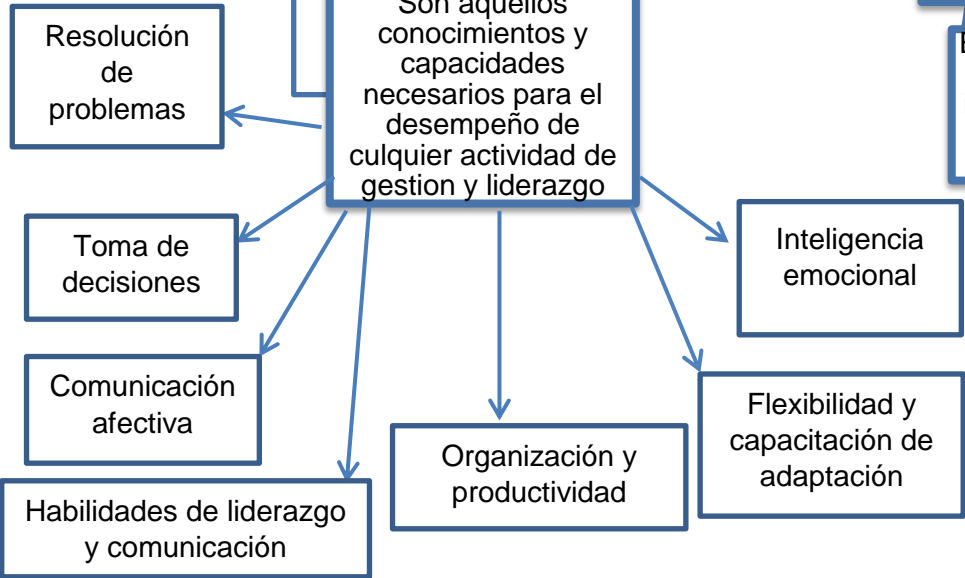 Son aquellos
conocimientos y
capacidades
necesarios para el
desempeño de
culquier actividad de
gestion y liderazgo
Resolución
de
problemas
Toma de
decisiones
Comunicación
afectiva
Habilidades de liderazgo
y comunicación
Organización y
productividad
Flexibilidad y
capacitación de
adaptación
Inteligencia
emocional